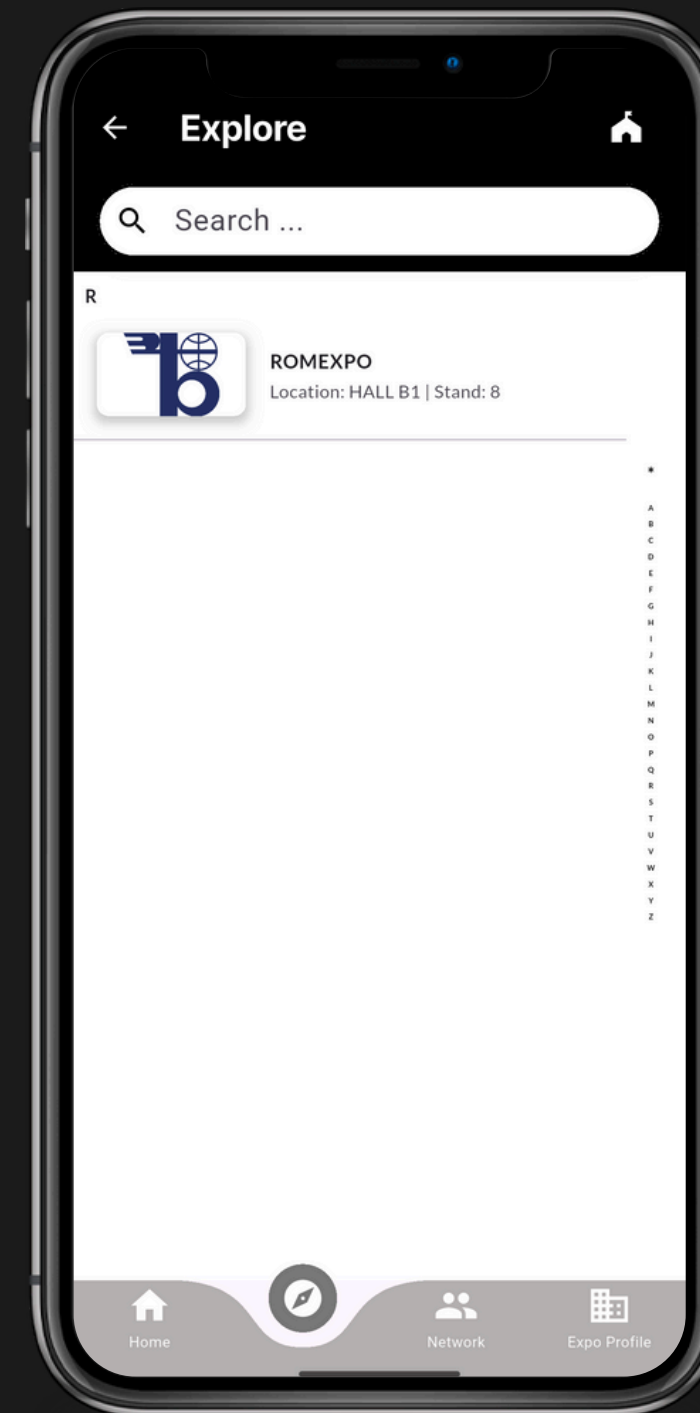 Explore
Search ...
R
ROMEXPO
Location: HALL B1 | Stand: 8
*
A
B
C
D
E
F
G
H
I
J
K
L
M
N
O
P
Q
R
S
T
U
V
W
X
Y
Z
Home
Network
Expo Profile